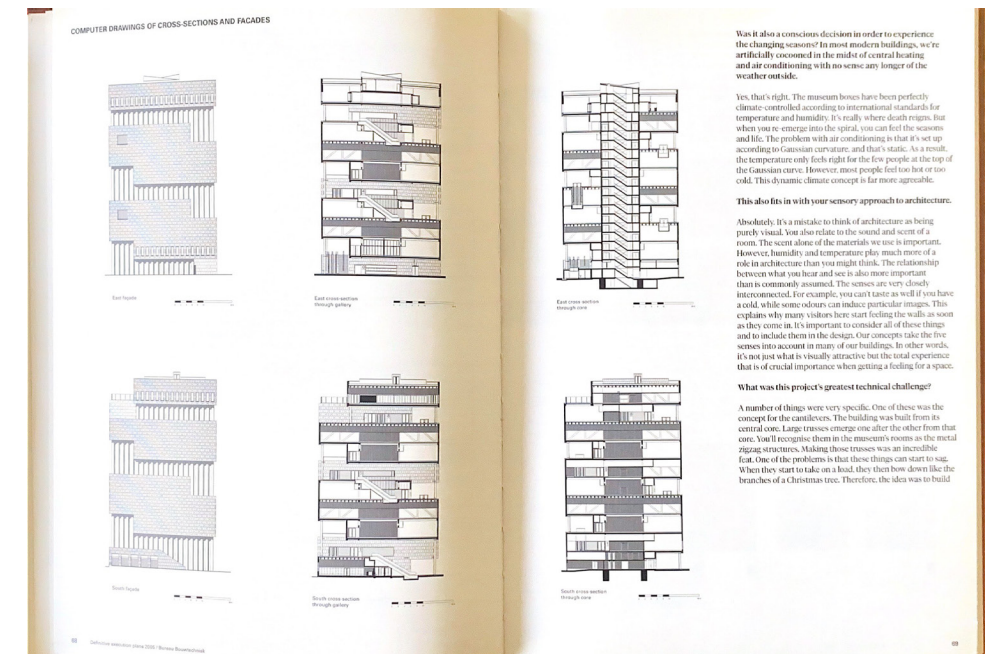 COMPUTER DRAWINGS OF CROSS-SECTIONS AND FACADES
East façade
East cross-section
through gallery
South façade
South cross section
through gallery
88
Definitive execution plans 2006
East cross section
through core
South cross section
through core
Was it also a conscious decision in order to experience
the changing seasons? In most modern buildings, we're
artificially cocooned in the midst of central heating
and air conditioning with no sense any longer of the
weather outside.
Yes, that's right. The museum boxes have been perfectly
climate-controlled according to international standards for
temperature and humidity. It's really where death reigns. But
when you re-emerge into the spiral, you can feel the seasons
and life. The problem with air conditioning is that it's set up
according to Gaussian curvature, and that's static. As a result,
the temperature only feels right for the few people at the top of
the Gaussian curve. However, most people feel too hot or too
cold. This dynamic climate concept is far more agreeable.
This also fits in with your sensory approach to architecture.
Absolutely. It's a mistake to think of architecture as being
purely visual. You also relate to the sound and scent of a
room. The scent alone of the materials we use is important.
However, humidity and temperature play much more of a
role in architecture than you might think. The relationship
between what you hear and see is also more important
than is commonly assumed. The senses are very closely
interconnected. For example, you can't taste as well if you have
a cold, while some odours can induce particular images. This
explains why many visitors here start feeling the walls as soon
as they come in. It's important to consider all of these things
and to include them in the design. Our concepts take the five
senses into account in many of our buildings. In other words,
it's not just what is visually attractive but the total experience
that is of crucial importance when getting a feeling for a space.
What was this project's greatest technical challenge?
A number of things were very specific. One of these was the
concept for the cantilevers. The building was built from its
central core. Large trusses emerge one after the other from that
core. You'll recognise them in the museum's rooms as the metal
zigzag structures. Making those trusses was an incredible
feat. One of the problems is that these things can start to sag.
When they start to take on a load, they then bow down like the
branches of a Christmas tree. Therefore, the idea was to build
89